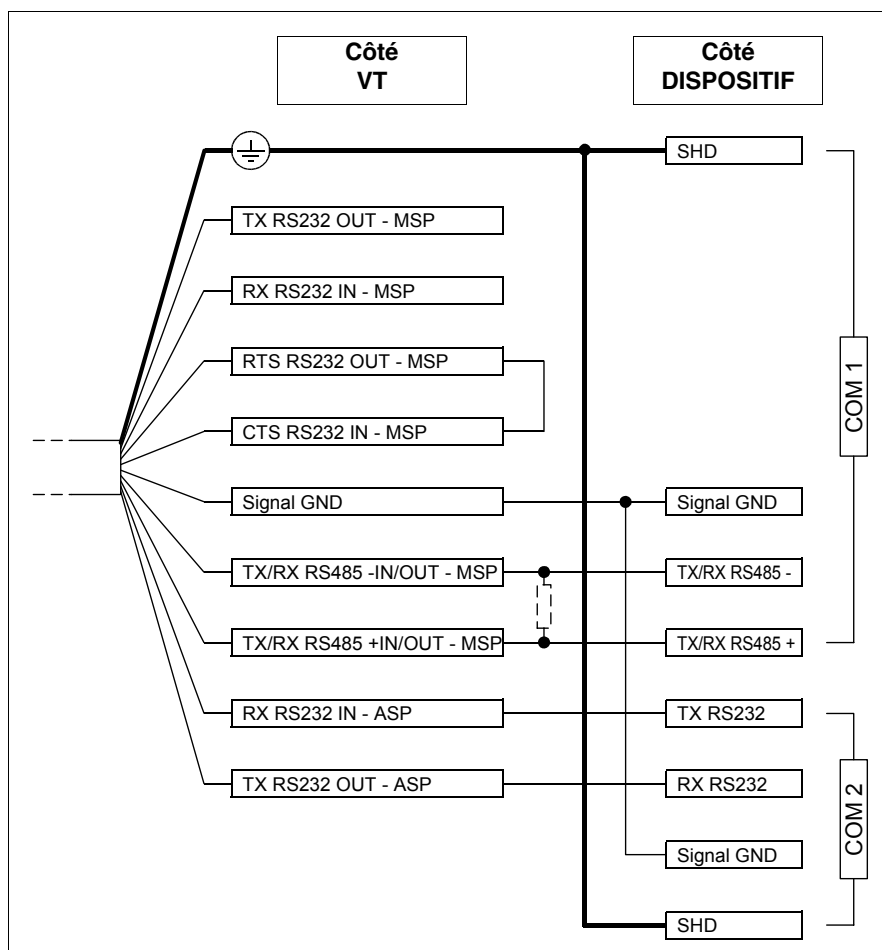 Côté
VT
Côté
DISPOSITIF
SHD
TX RS232 OUT - MSP
RX RS232 IN - MSP
RTS RS232 OUT - MSP
CTS RS232 IN - MSP
COM 1
Signal GND
Signal GND
TX/RX RS485 -IN/OUT - MSP
TX/RX RS485 -
TX/RX RS485 +IN/OUT - MSP
TX/RX RS485 +
RX RS232 IN - ASP
TX RS232
TX RS232 OUT - ASP
RX RS232
COM 2
Signal GND
SHD